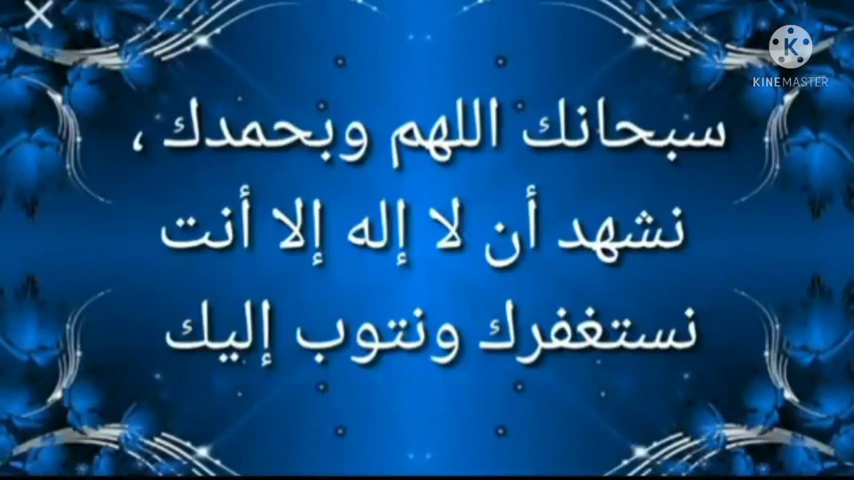 KINEMASTER
سبحانك اللهم وبحمدك ،
نشهد أن لا إله إلا أنت
نستغفرك ونتوب إليك